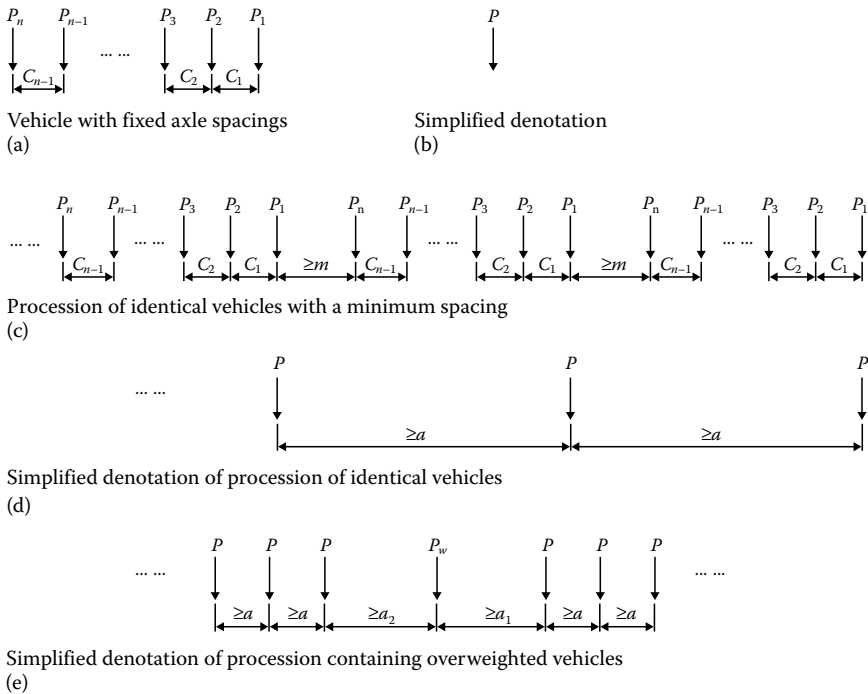 Pₙ Pₙ₋₁ P₃ P₂ P₁ P
... ...
Cₙ₋₁ C₂ C₁
Vehicle with fixed axle spacings Simplified denotation
(a) (b)
Pₙ Pₙ₋₁ P₃ P₂ P₁ Pₙ Pₙ₋₁ P₃ P₂ P₁ Pₙ Pₙ₋₁ P₃ P₂ P₁
... ... ... ... ... ... ... ...
Cₙ₋₁ C₂ C₁ ≥m Cₙ₋₁ C₂ C₁ ≥m Cₙ₋₁ C₂ C₁
Procession of identical vehicles with a minimum spacing
(c)
P P P
... ...
≥a ≥a
Simplified denotation of procession of identical vehicles
(d)
P P P P_w P P P
... ... ... ...
≥a ≥a ≥a₂ ≥a₁ ≥a ≥a
Simplified denotation of procession containing overweighted vehicles
(e)